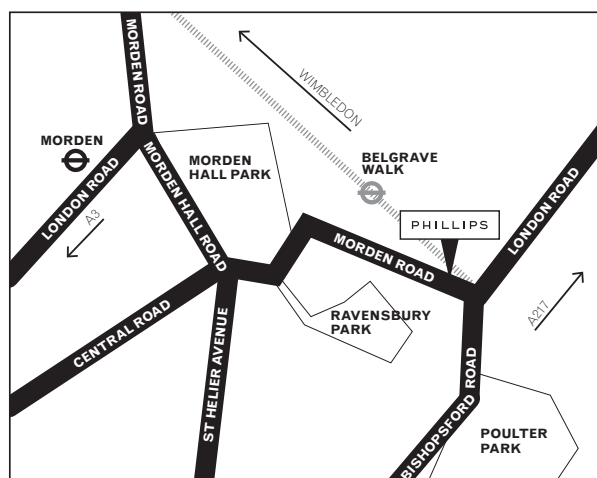 MORDEN ROAD
WIMBLEDON
MORDEN
LONDON ROAD
A3
MORDEN HALL ROAD
MORDEN
HALL PARK
BELGRAVE
WALK
PHILLIPS
LONDON ROAD
MORDEN ROAD
A217
CENTRAL ROAD
ST HELIER AVENUE
RAVENSBURY
PARK
BISHOPSFORD ROAD
POULTER
PARK